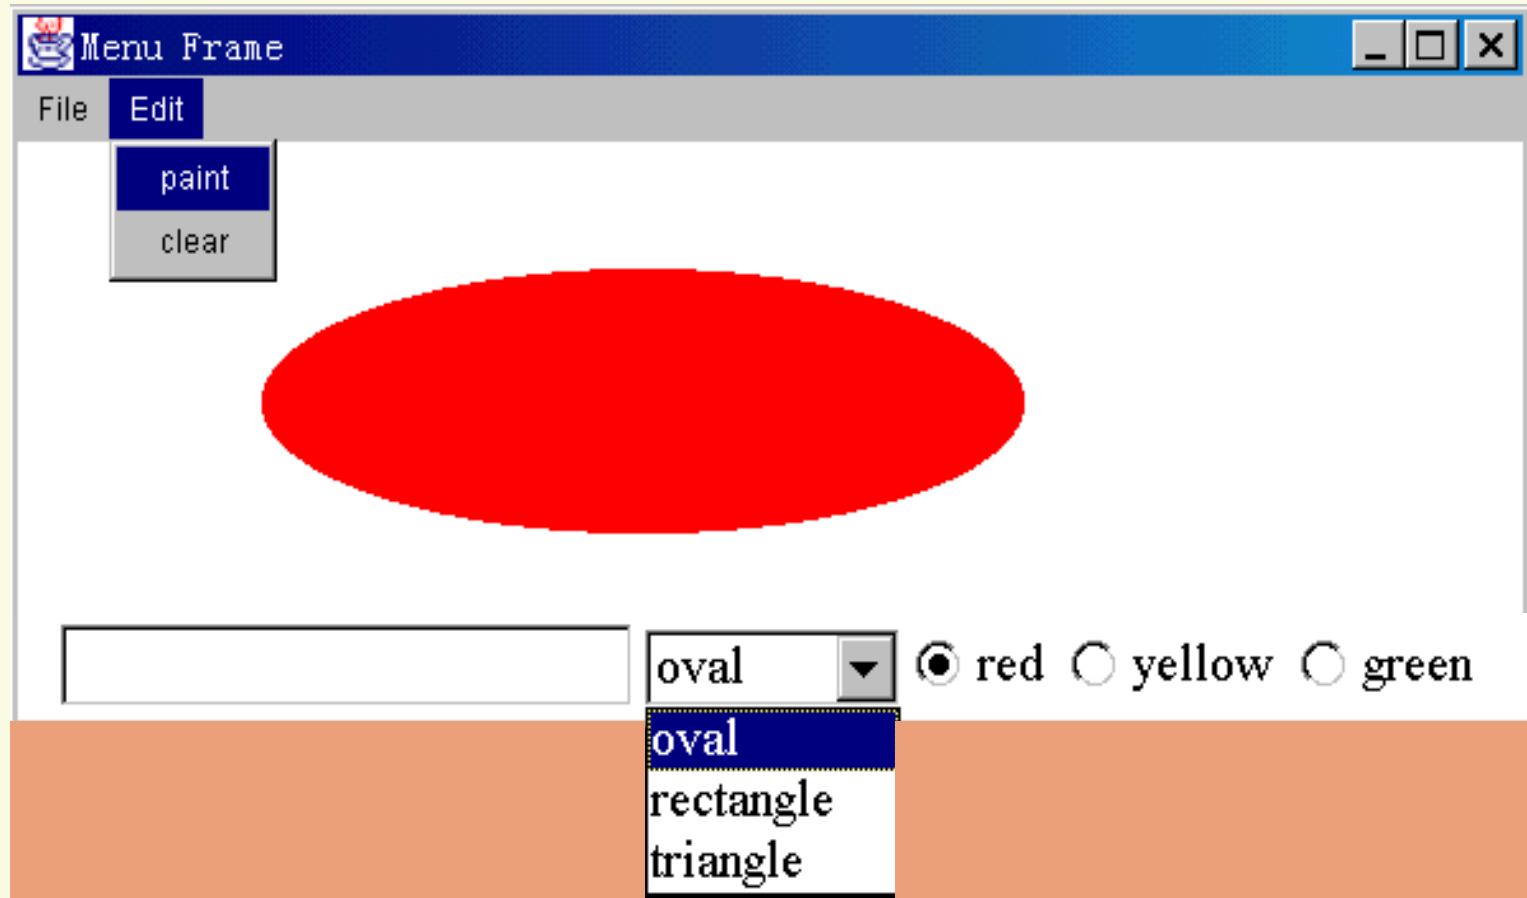 Menu Frame
File Edit
paint
clear
oval red yellow green
oval
rectangle
triangle